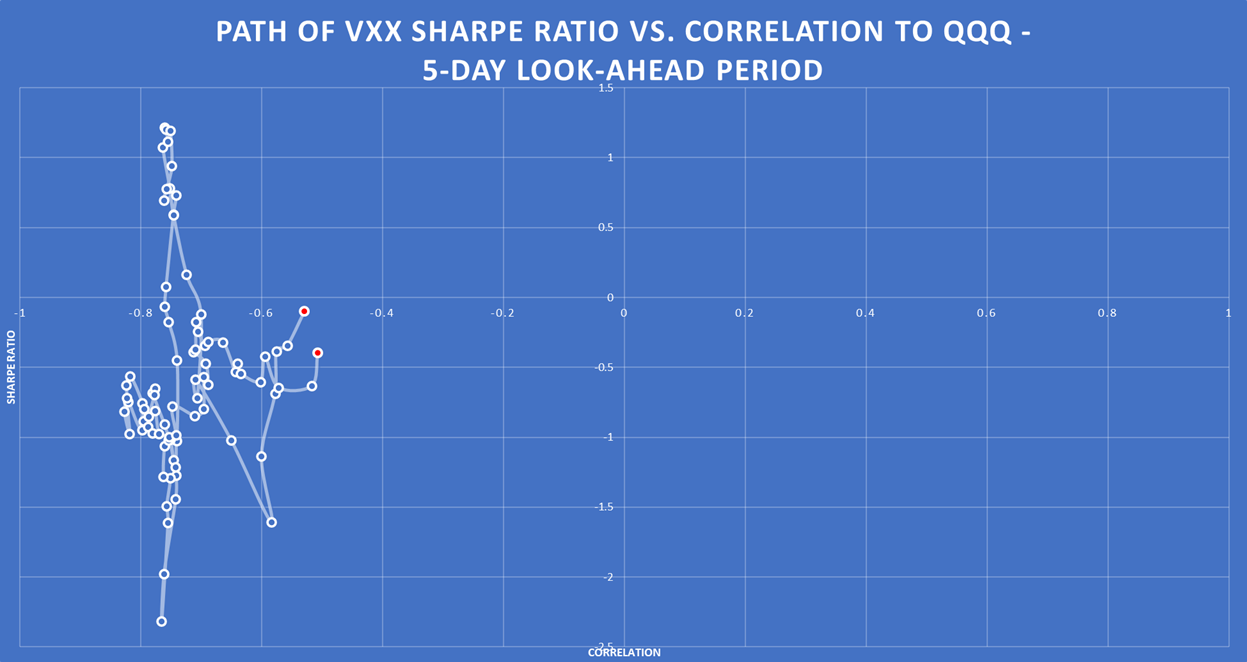 PATH OF VXX SHARPE RATIO VS. CORRELATION TO QQQ -
5-DAY LOOK-AHEAD PERIOD
1.5
1
0.5
0
-1 -0.8 -0.6 -0.4 -0.2 0 0.2 0.4 0.6 0.8 1
SHARPE RATIO
-0.5
-1
-1.5
-2
-2.5
CORRELATION